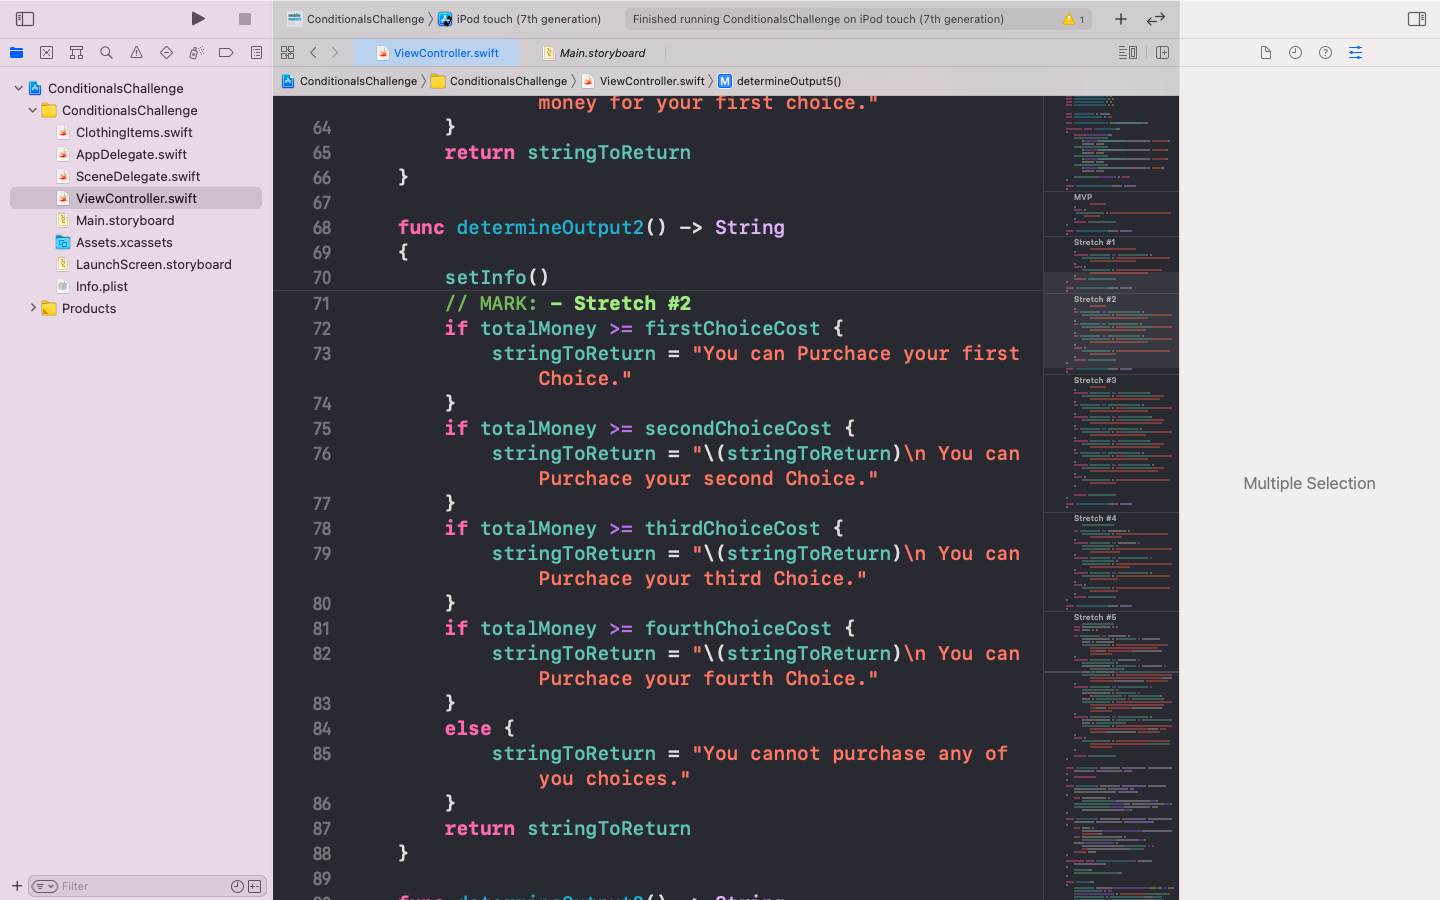 ConditionalsChallenge
iPod touch (7th generation)
Finished running ConditionalsChallenge on iPod touch (7th generation)
1
ViewController.swift
Main.storyboard
ConditionalsChallenge
ConditionalsChallenge
ViewController.swift
M
determineOutput5()
ConditionalsChallenge
ConditionalsChallenge
ClothingItems.swift
AppDelegate.swift
SceneDelegate.swift
ViewController.swift
Main.storyboard
Assets.xcassets
LaunchScreen.storyboard
Info.plist
Products
Filter
money for your first choice."
64 }
65 return stringToReturn
66 }
67
68 func determineOutput2() -> String
69 {
70 setInfo()
71 // MARK: - Stretch #2
72 if totalMoney >= firstChoiceCost {
73 stringToReturn = "You can Purchace your first
Choice."
74 }
75 if totalMoney >= secondChoiceCost {
76 stringToReturn = "\(stringToReturn)\n You can
Purchace your second Choice."
77 }
78 if totalMoney >= thirdChoiceCost {
79 stringToReturn = "\(stringToReturn)\n You can
Purchace your third Choice."
80 }
81 if totalMoney >= fourthChoiceCost {
82 stringToReturn = "\(stringToReturn)\n You can
Purchace your fourth Choice."
83 }
84 else {
85 stringToReturn = "You cannot purchase any of
you choices."
86 }
87 return stringToReturn
88 }
89
MVP
Stretch #1
Stretch #2
Stretch #3
Stretch #4
Stretch #5
Multiple Selection